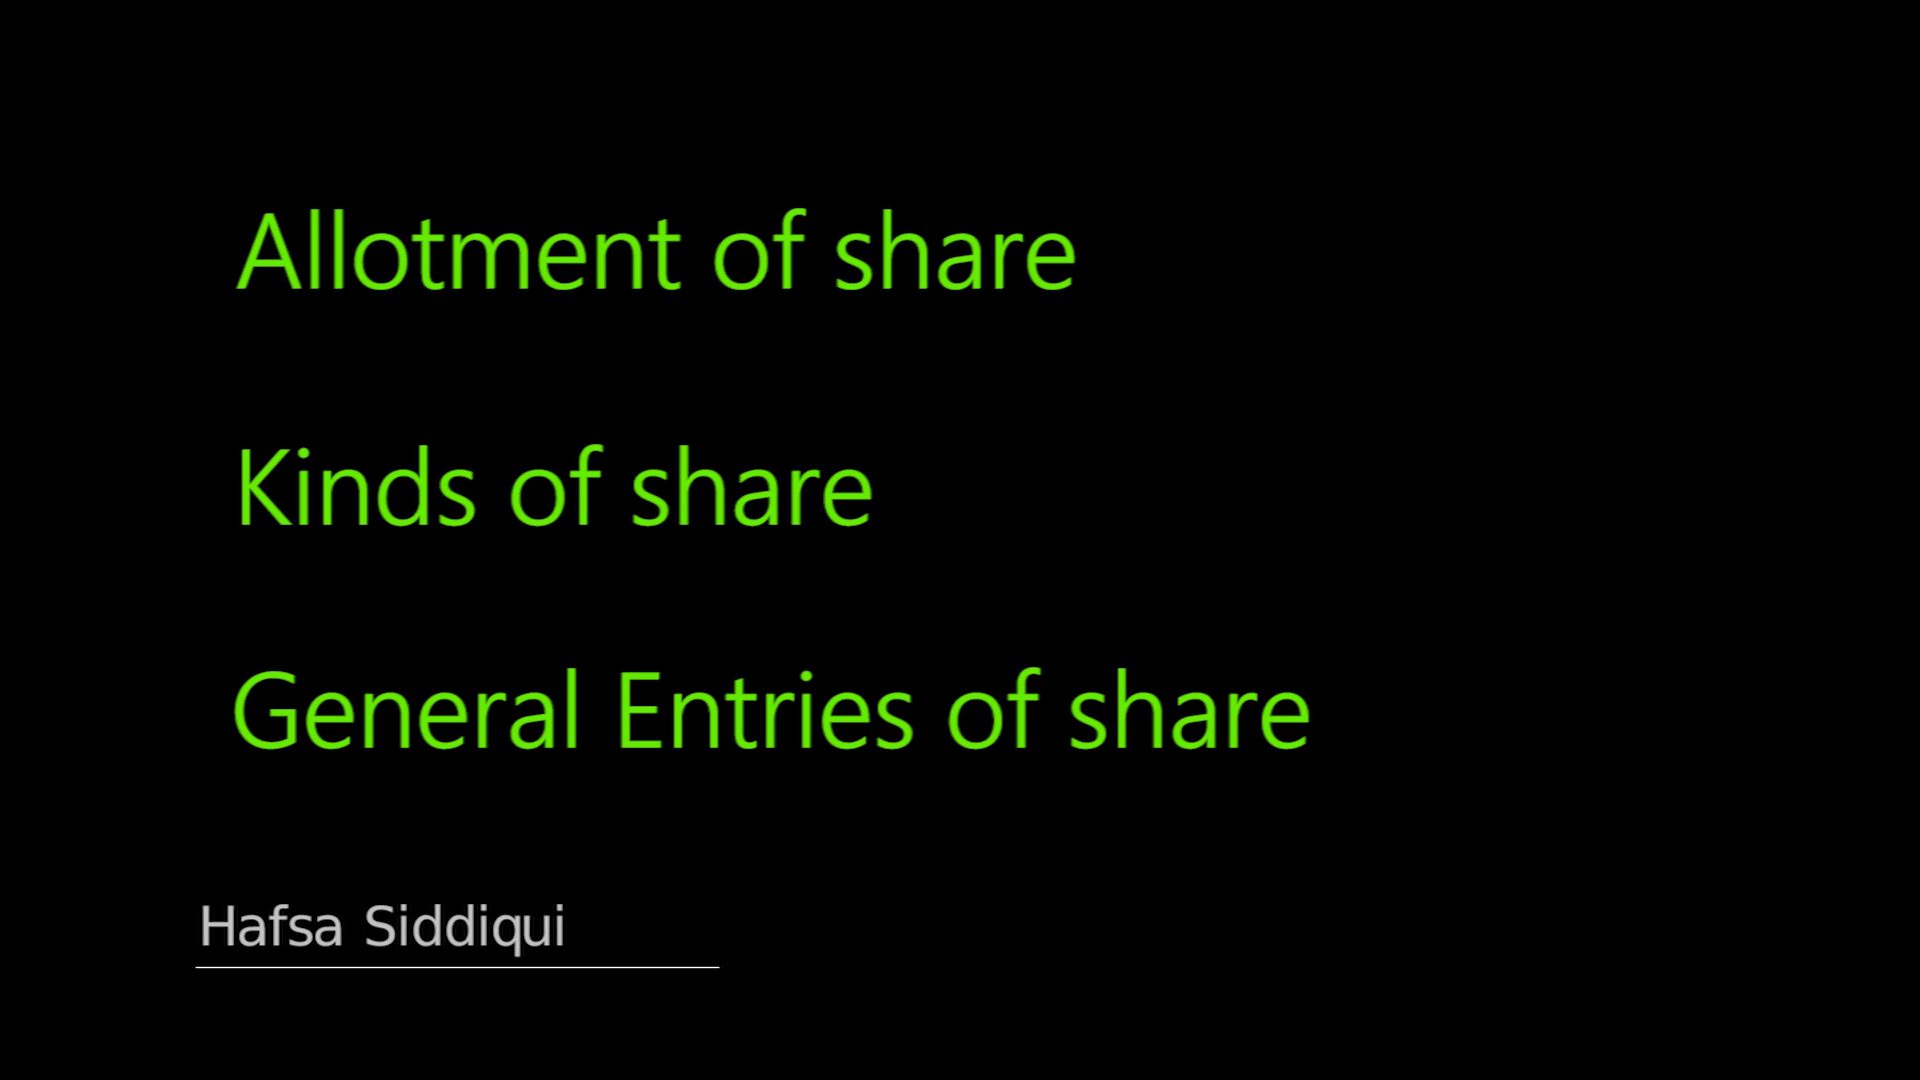 Allotment of share
Kinds of share
General Entries of share
Hafsa Siddiqui